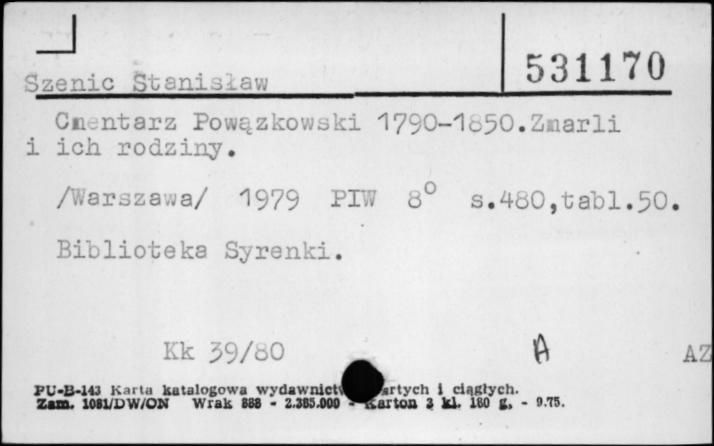 531170
Szenic Stanisław
Cmentarz Powązkowski 1790-1850.Zmarli
i ich rodziny.
/Warszawa/ 1979 PIW 8° s.480,tabl.50.
Biblioteka Syrenki.
Kk 39/80 A AZ
PU-B-143 Karta katalogowa i ciągłych.
Zam. 1081/DW/ON Wrak 888 - 2.385.000 - Karton 3 kl. 180 g. - 9.75.